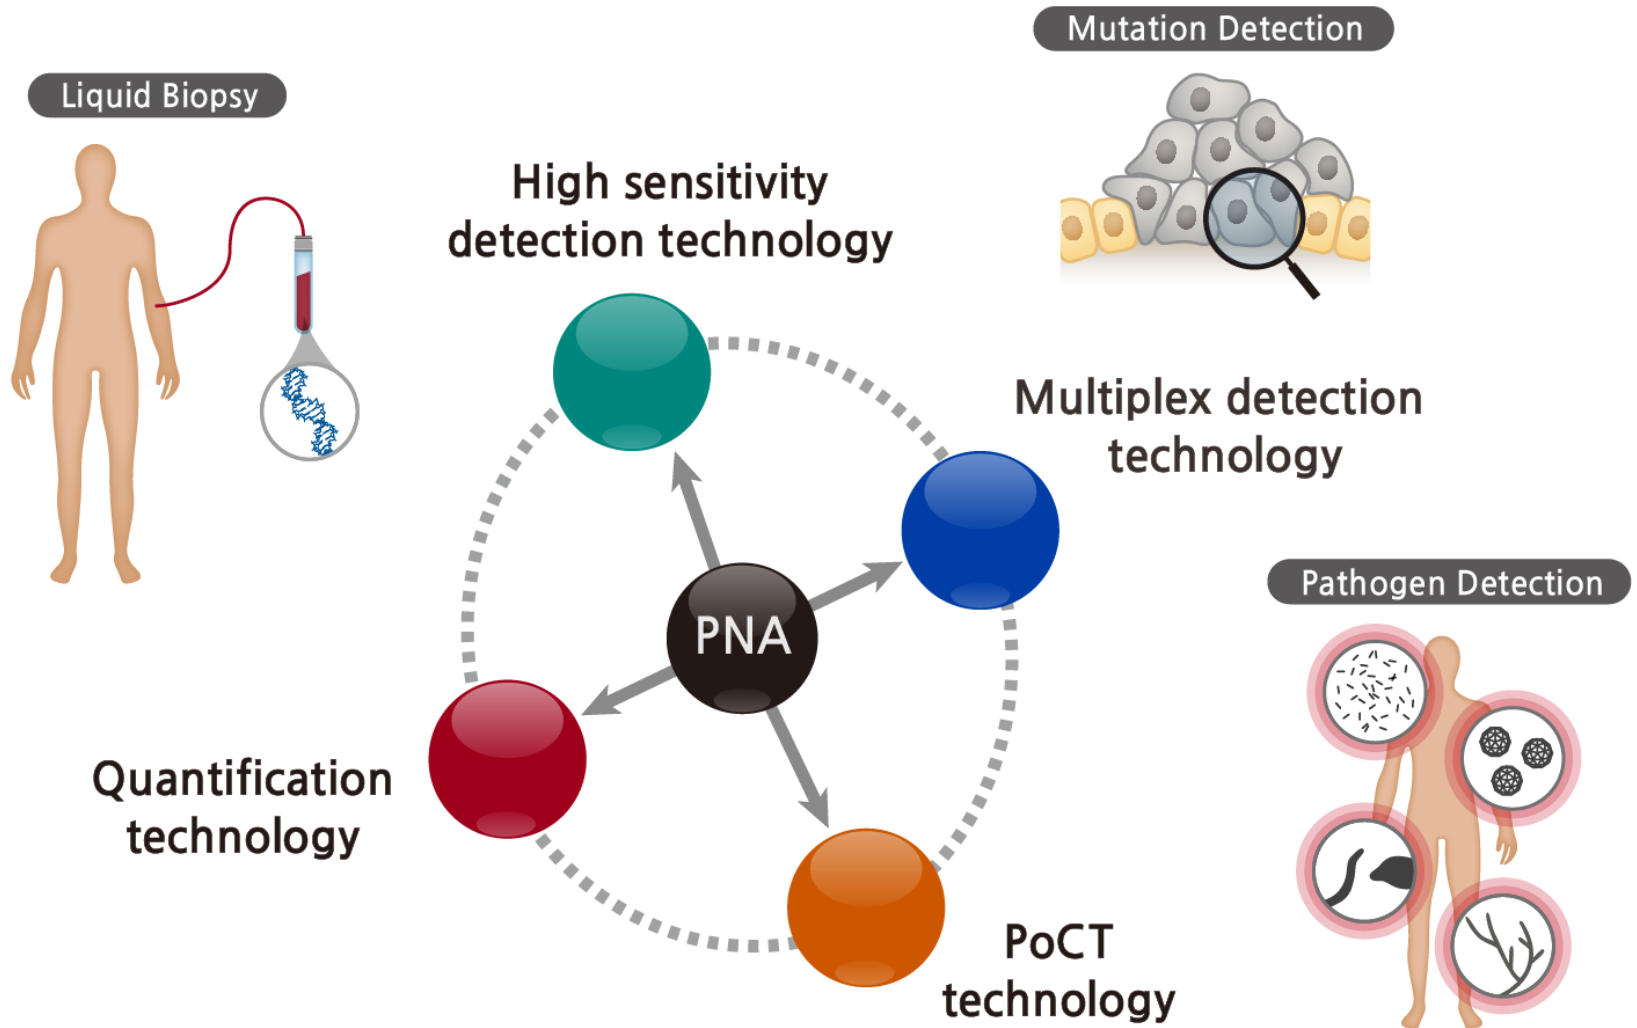 Mutation Detection
Liquid Biopsy
High sensitivity
detection technology
Multiplex detection
technology
Pathogen Detection
PNA
Quantification
technology
PoCT
technology